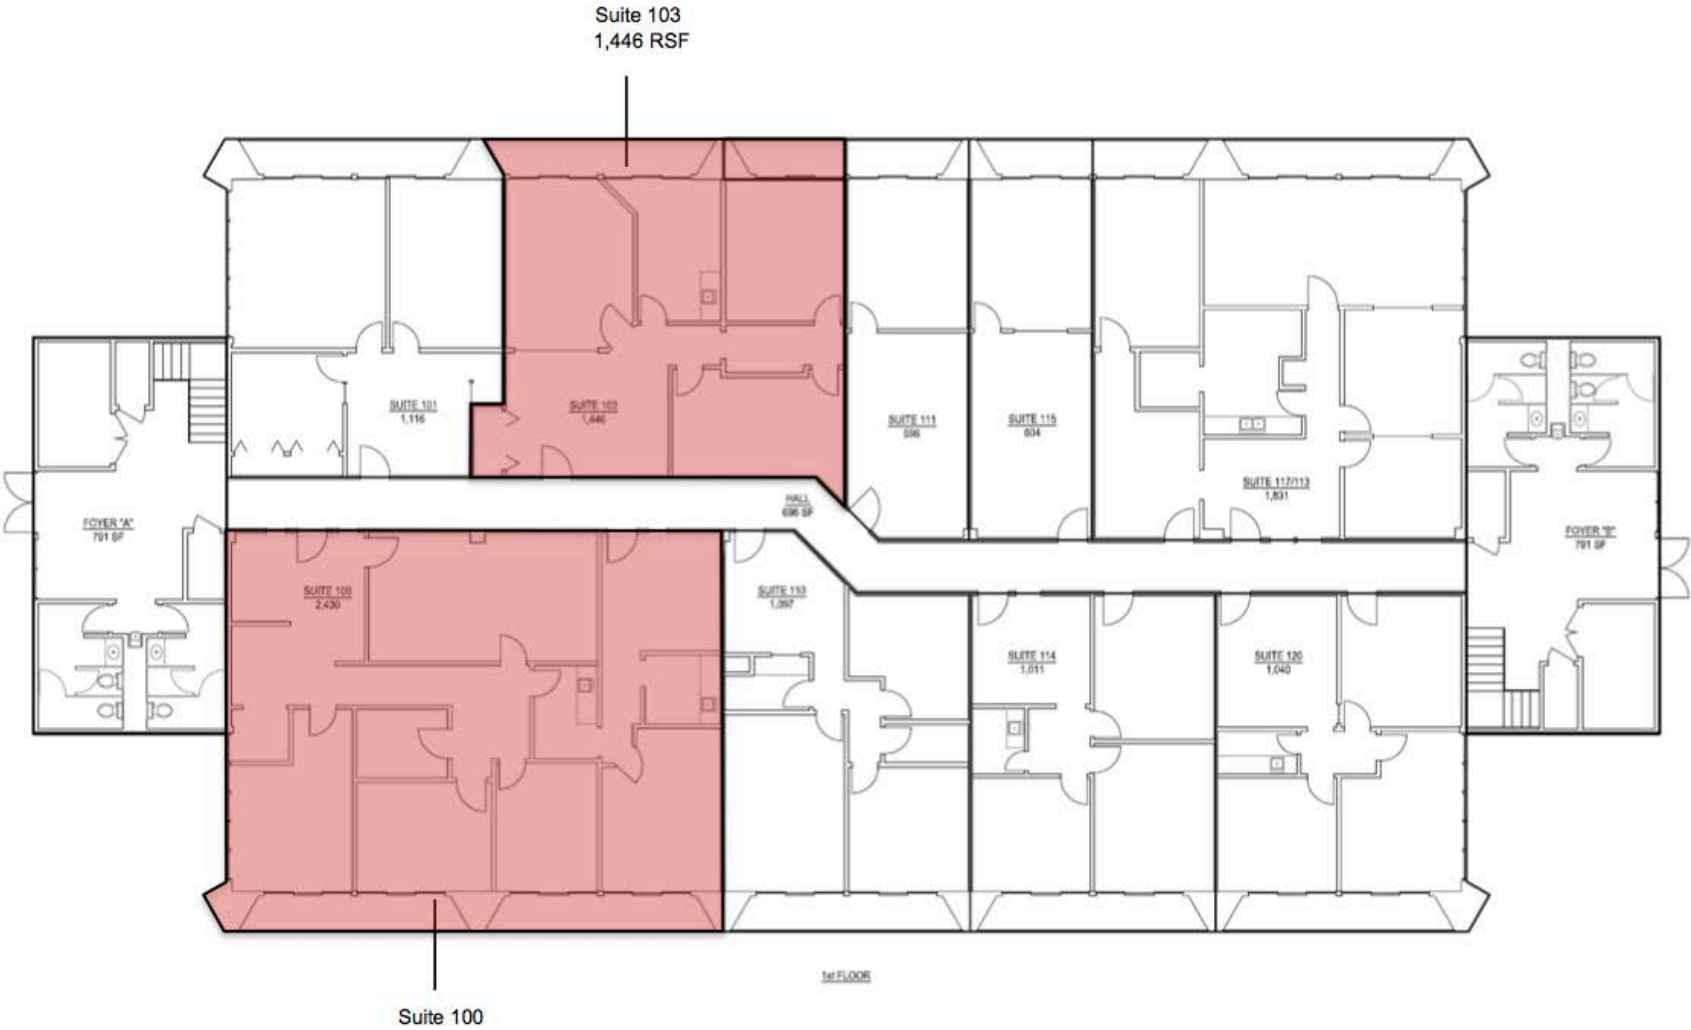 Suite 103
1,446 RSF
SUITE 101
1,116
SUITE 103
1,446
SUITE 111
596
SUITE 115
604
SUITE 117/113
1,831
HALL
696 SF
FOYER "A"
791 SF
FOYER "B"
791 SF
SUITE 100
2,430
SUITE 110
1,097
SUITE 114
1,011
SUITE 120
1,040
1st FLOOR
Suite 100